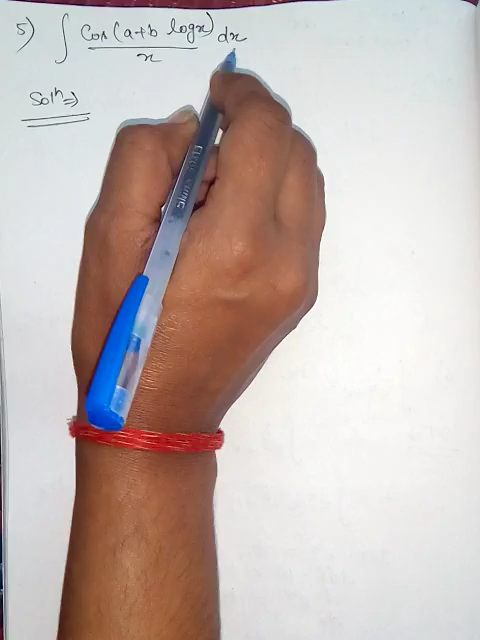 5) ∫ Cos(a+b logx)/x dx
Solⁿ ⇒